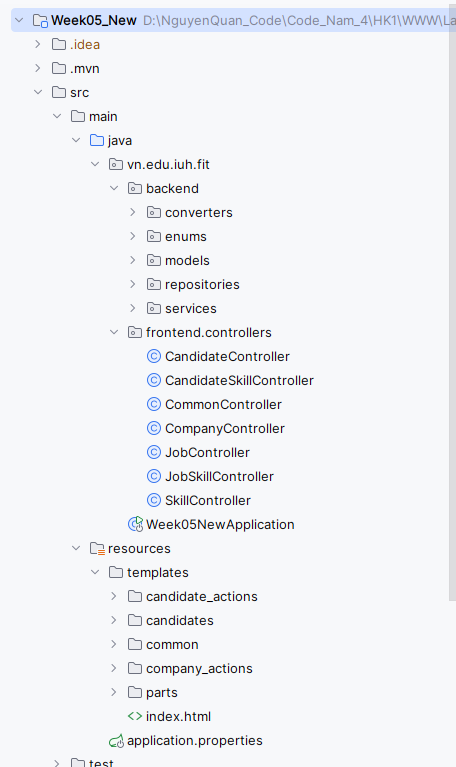 Week05_New D:\NguyenQuan_Code\Code_Nam_4\HK1\WWW\La
.idea
.mvn
src
main
java
vn.edu.iuh.fit
backend
converters
enums
models
repositories
services
frontend.controllers
CandidateController
CandidateSkillController
CommonController
CompanyController
JobController
JobSkillController
SkillController
Week05NewApplication
resources
templates
candidate_actions
candidates
common
company_actions
parts
index.html
application.properties
test